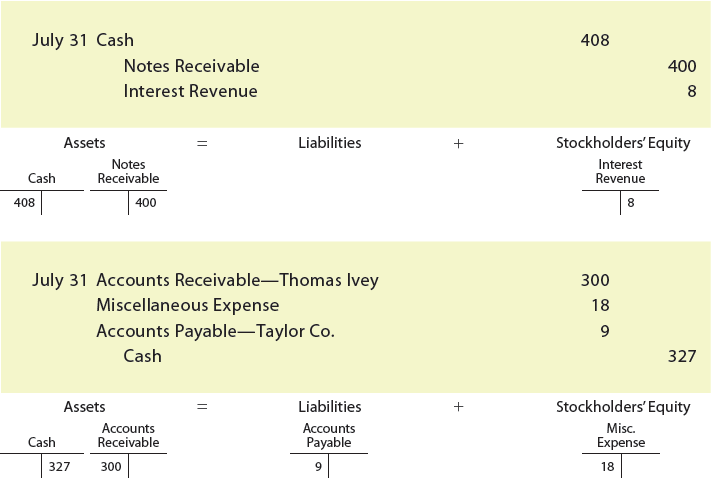 July 31 Cash 408
Notes Receivable 400
Interest Revenue 8
Assets = Liabilities + Stockholders' Equity
Notes Interest
Cash Receivable Revenue
408 400 8
July 31 Accounts Receivable—Thomas Ivey 300
Miscellaneous Expense 18
Accounts Payable—Taylor Co. 9
Cash 327
Assets = Liabilities + Stockholders' Equity
Accounts Accounts Misc.
Cash Receivable Payable Expense
327 300 9 18